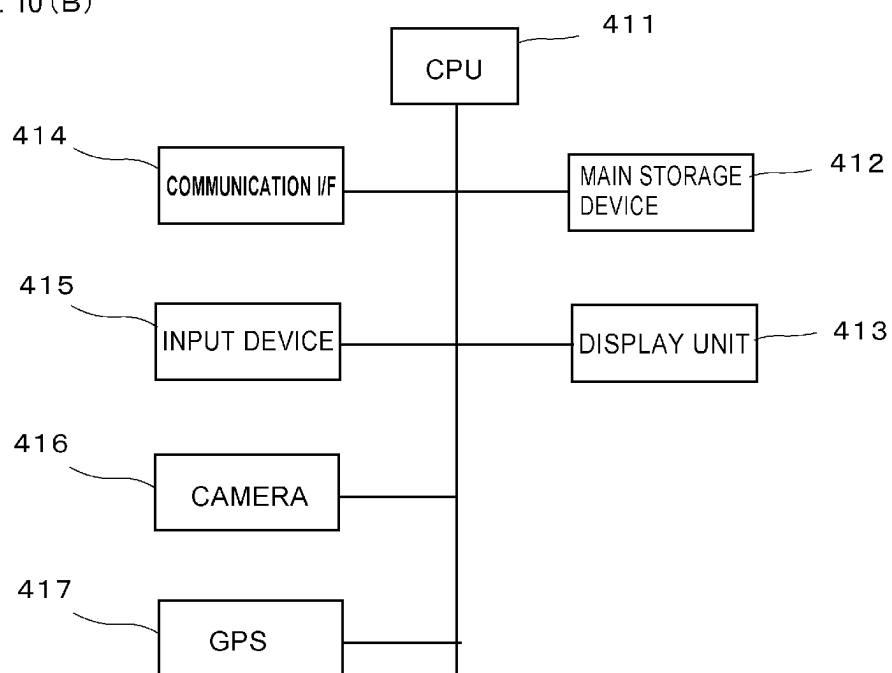 10(B)
411
CPU
414
COMMUNICATION I/F
MAIN STORAGE
DEVICE
412
415
INPUT DEVICE
DISPLAY UNIT
413
416
CAMERA
417
GPS